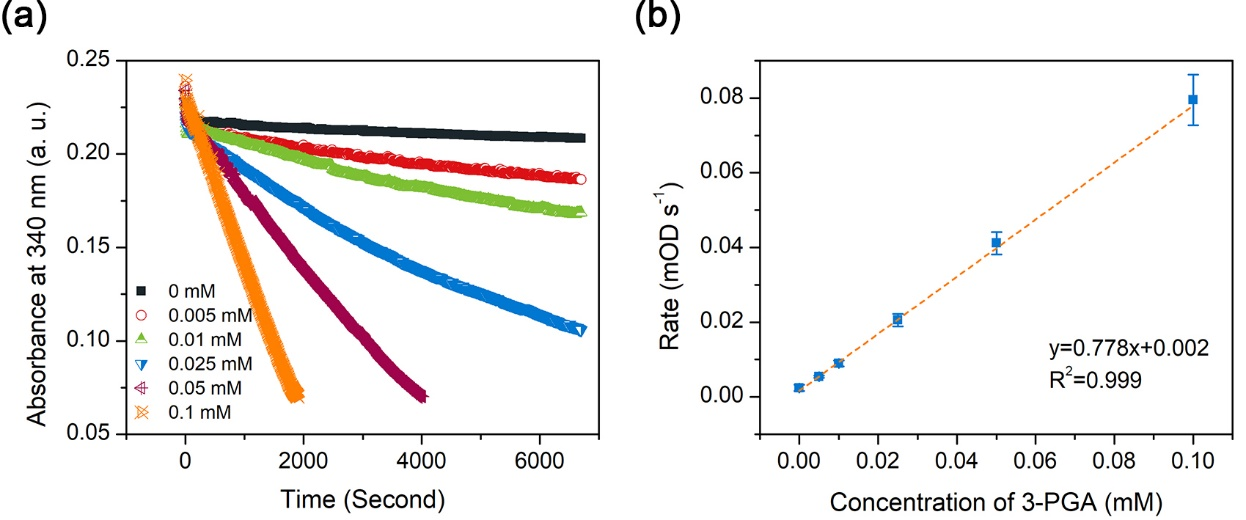 (a)
0.25
0.20
0.15
0.10
0.05
Absorbance at 340 nm (a. u.)
0 mM
0.005 mM
0.01 mM
0.025 mM
0.05 mM
0.1 mM
0 2000 4000 6000
Time (Second)
(b)
0.08
0.06
0.04
0.02
0.00
Rate (mOD s⁻¹)
y=0.778x+0.002
R²=0.999
0.00 0.02 0.04 0.06 0.08 0.10
Concentration of 3-PGA (mM)